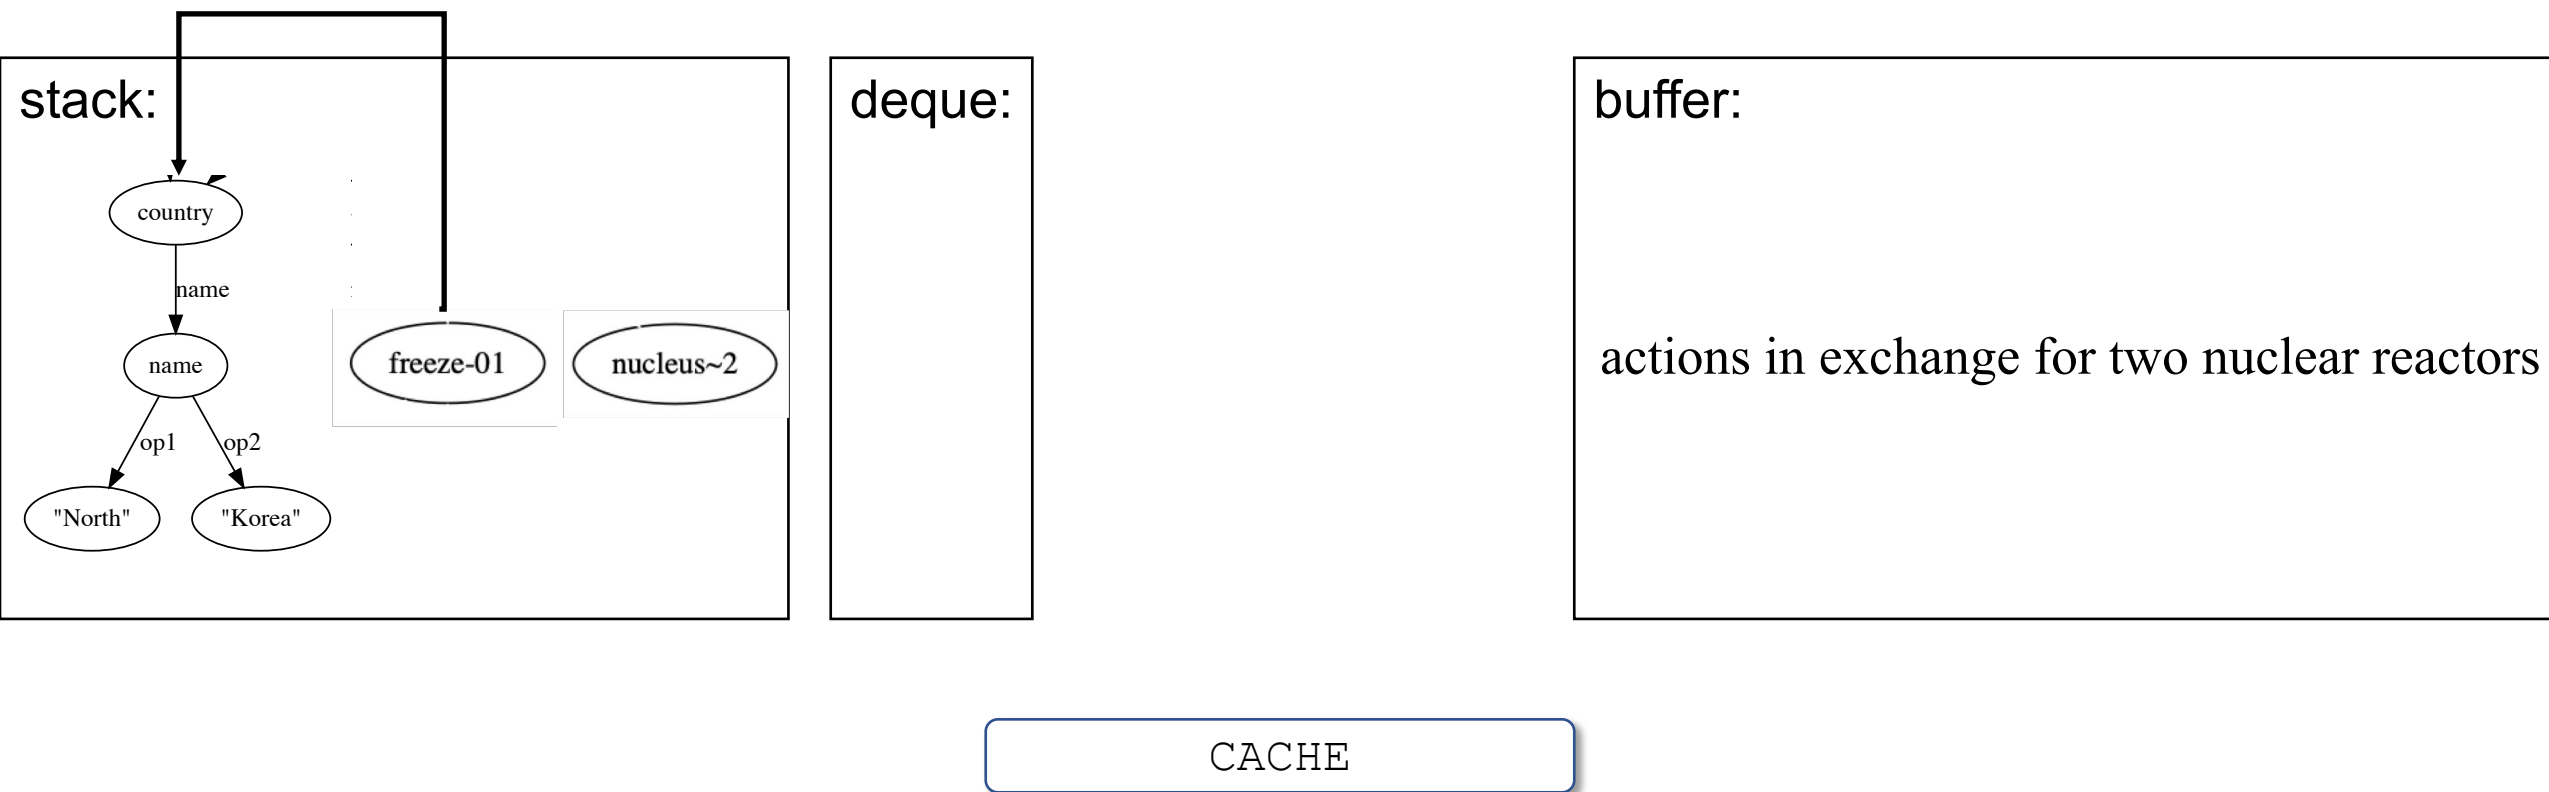 stack:
deque:
buffer:
country
name
name
freeze-01
nucleus~2
actions in exchange for two nuclear reactors
op1
op2
"North"
"Korea"
CACHE